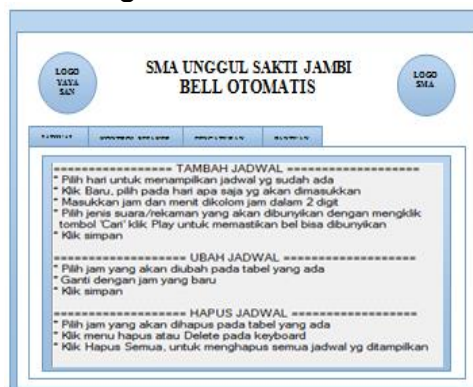 LOGO
YAYA
SAN
SMA UNGGUL SAKTI JAMBI
BELL OTOMATIS
LOGO
SMA
================= TAMBAH JADWAL ====================
* Pilih hari untuk menampilkan jadwal yg sudah ada
* Klik Baru, pilih pada hari apa saja yg akan dimasukkan
* Masukkan jam dan menit dikolom jam dalam 2 digit
* Pilih jenis suara/rekaman yang akan dibunyikan dengan mengklik
tombol 'Cari' klik Play untuk memastikan bel bisa dibunyikan
* Klik simpan
=================== UBAH JADWAL ===================
* Pilih jam yang akan diubah pada tabel yang ada
* Ganti dengan jam yang baru
* Klik simpan
=================== HAPUS JADWAL ==================
* Pilih jam yang akan dihapus pada tabel yang ada
* Klik menu hapus atau Delete pada keyboard
* Klik Hapus Semua, untuk menghapus semua jadwal yg ditampilkan